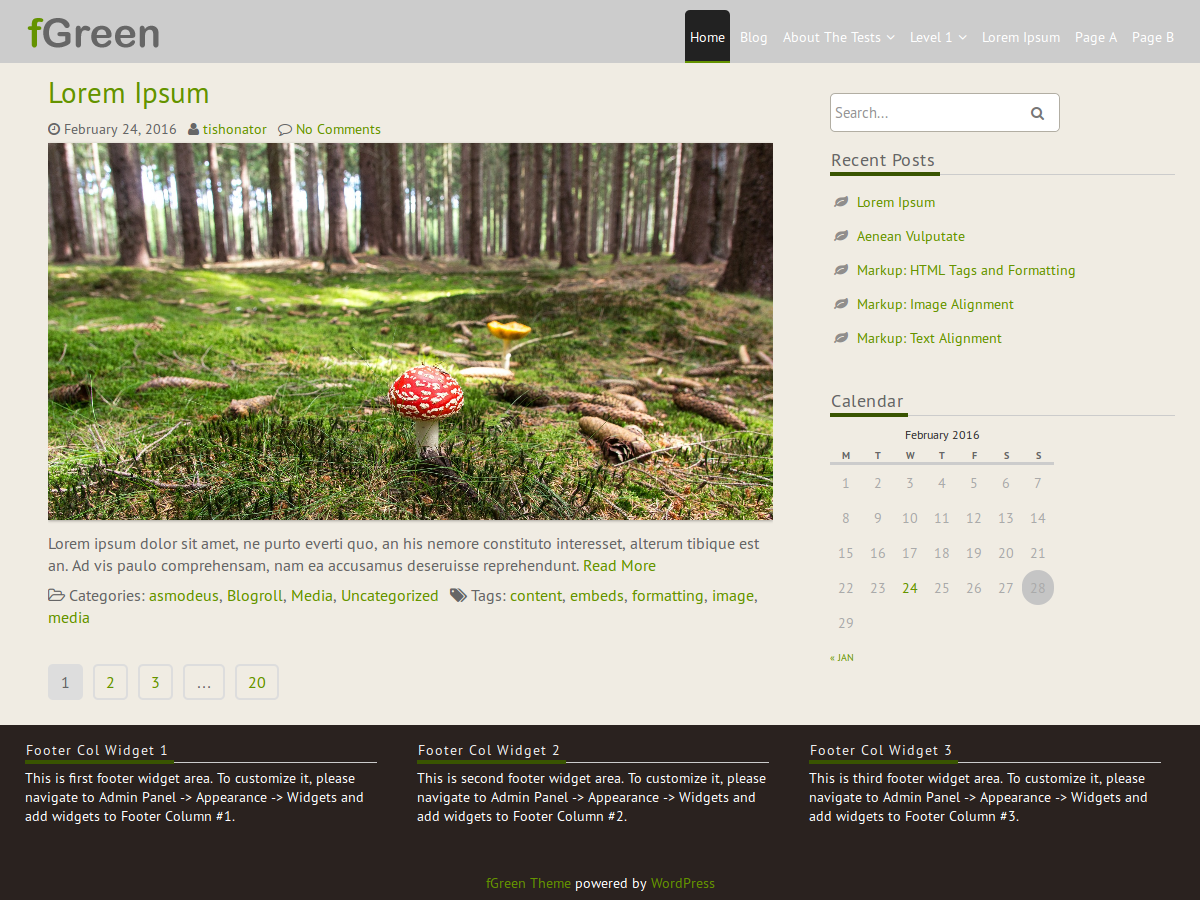 fGreen
Home Blog About The Tests Level 1 Lorem Ipsum Page A Page B
Lorem Ipsum
February 24, 2016 tishonator No Comments
Lorem ipsum dolor sit amet, ne purto everti quo, an his nemore constituto interesset, alterum tibique est
an. Ad vis paulo comprehensam, nam ea accusamus deseruisse reprehendunt. Read More
Categories: asmodeus, Blogroll, Media, Uncategorized Tags: content, embeds, formatting, image,
media
1 2 3 … 20
Search...
Recent Posts
Lorem Ipsum
Aenean Vulputate
Markup: HTML Tags and Formatting
Markup: Image Alignment
Markup: Text Alignment
Calendar
February 2016
M T W T F S S
1 2 3 4 5 6 7
8 9 10 11 12 13 14
15 16 17 18 19 20 21
22 23 24 25 26 27 28
29
« JAN
Footer Col Widget 1
This is first footer widget area. To customize it, please
navigate to Admin Panel -> Appearance -> Widgets and
add widgets to Footer Column #1.
Footer Col Widget 2
This is second footer widget area. To customize it, please
navigate to Admin Panel -> Appearance -> Widgets and
add widgets to Footer Column #2.
Footer Col Widget 3
This is third footer widget area. To customize it, please
navigate to Admin Panel -> Appearance -> Widgets and
add widgets to Footer Column #3.
fGreen Theme powered by WordPress